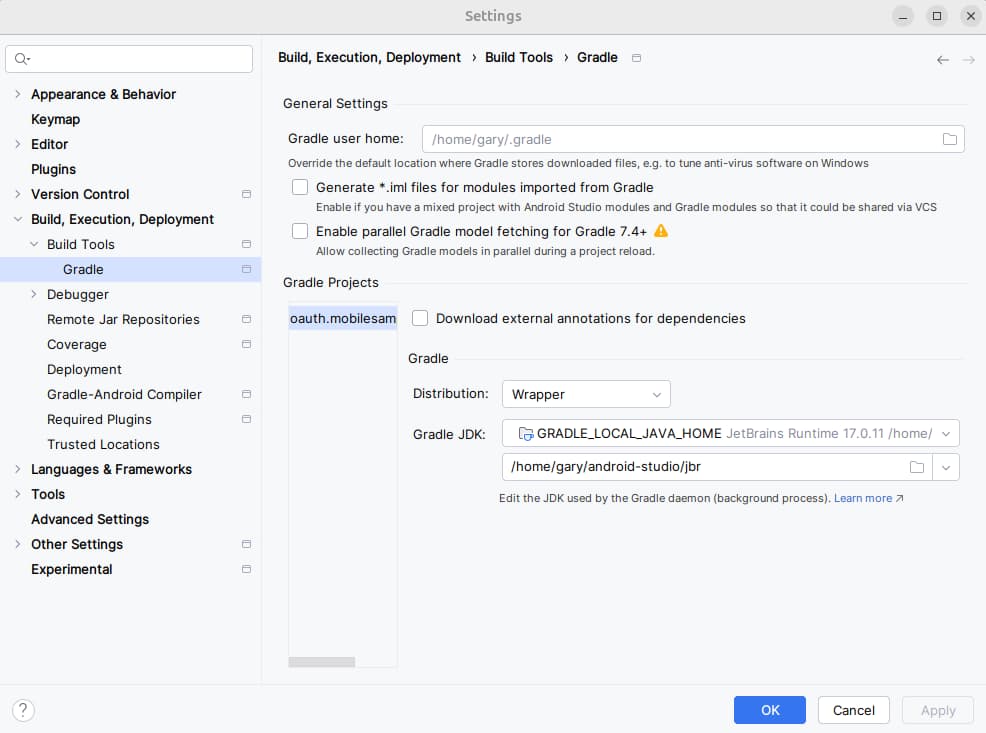 Settings
Appearance & Behavior
Keymap
Editor
Plugins
Version Control
Build, Execution, Deployment
Build Tools
Gradle
Debugger
Remote Jar Repositories
Coverage
Deployment
Gradle-Android Compiler
Required Plugins
Trusted Locations
Languages & Frameworks
Tools
Advanced Settings
Other Settings
Experimental
Build, Execution, Deployment › Build Tools › Gradle
General Settings
Gradle user home: /home/gary/.gradle
Override the default location where Gradle stores downloaded files, e.g. to tune anti-virus software on Windows
Generate *.iml files for modules imported from Gradle
Enable if you have a mixed project with Android Studio modules and Gradle modules so that it could be shared via VCS
Enable parallel Gradle model fetching for Gradle 7.4+
Allow collecting Gradle models in parallel during a project reload.
Gradle Projects
oauth.mobilesam
Download external annotations for dependencies
Gradle
Distribution: Wrapper
Gradle JDK: GRADLE_LOCAL_JAVA_HOME JetBrains Runtime 17.0.11 /home/
/home/gary/android-studio/jbr
Edit the JDK used by the Gradle daemon (background process). Learn more ↗
? OK Cancel Apply